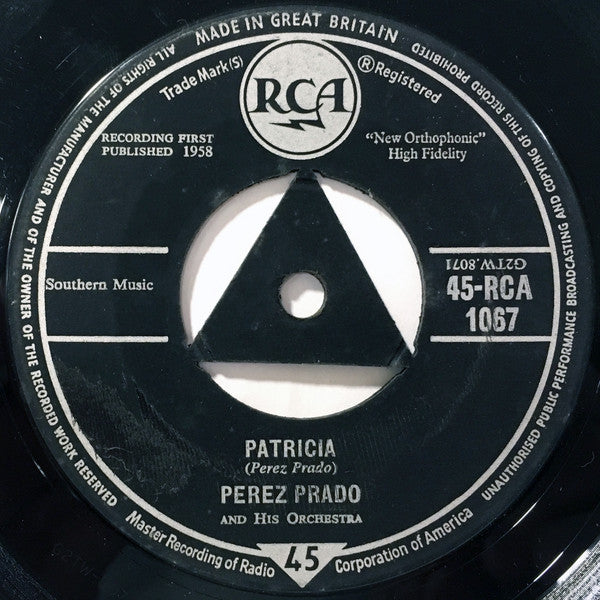 MADE IN GREAT BRITAIN
ALL RIGHTS OF THE MANUFACTURER AND OF THE OWNER OF THE RECORDED WORK RESERVED
UNAUTHORISED PUBLIC PERFORMANCE BROADCASTING AND COPYING OF THIS RECORD PROHIBITED
Trade Mark(s)
®Registered
RCA
RECORDING FIRST
PUBLISHED 1958
"New Orthophonic"
High Fidelity
Southern Music
G2TW.8071
45-RCA
1067
PATRICIA
(Perez Prado)
PEREZ PRADO
AND HIS ORCHESTRA
Master Recording of Radio Corporation of America
45